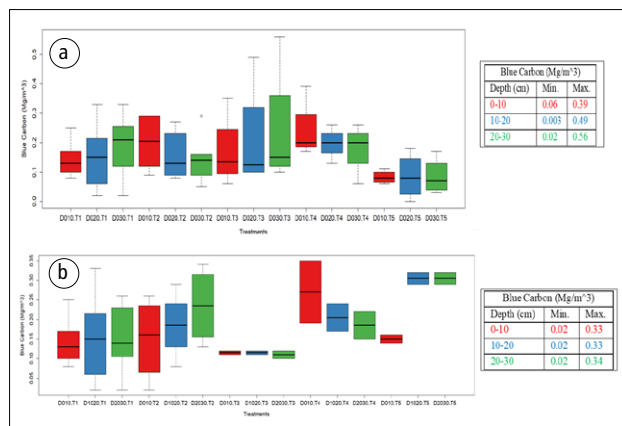 a
Blue Carbon (Mg/m^3)
0.5
0.4
0.3
0.2
0.1
0.0
D010.T1 D020.T1 D030.T1 D010.T2 D020.T2 D030.T2 D010.T3 D020.T3 D030.T3 D010.T4 D020.T4 D030.T4 D010.T5 D020.T5 D030.T5
Treatments
Blue Carbon (Mg/m^3)
Depth (cm) Min. Max.
0-10 0.06 0.39
10-20 0.003 0.49
20-30 0.02 0.56
b
Blue Carbon (Mg/m^3)
0.35
0.30
0.25
0.20
0.15
0.10
0.05
D010.T1 D1020.T1 D2030.T1 D010.T2 D1020.T2 D2030.T2 D010.T3 D1020.T3 D2030.T3 D010.T4 D1020.T4 D2030.T4 D010.T5 D1020.T5 D2030.T5
Treatments
Blue Carbon (Mg/m^3)
Depth (cm) Min. Max.
0-10 0.02 0.33
10-20 0.02 0.33
20-30 0.02 0.34